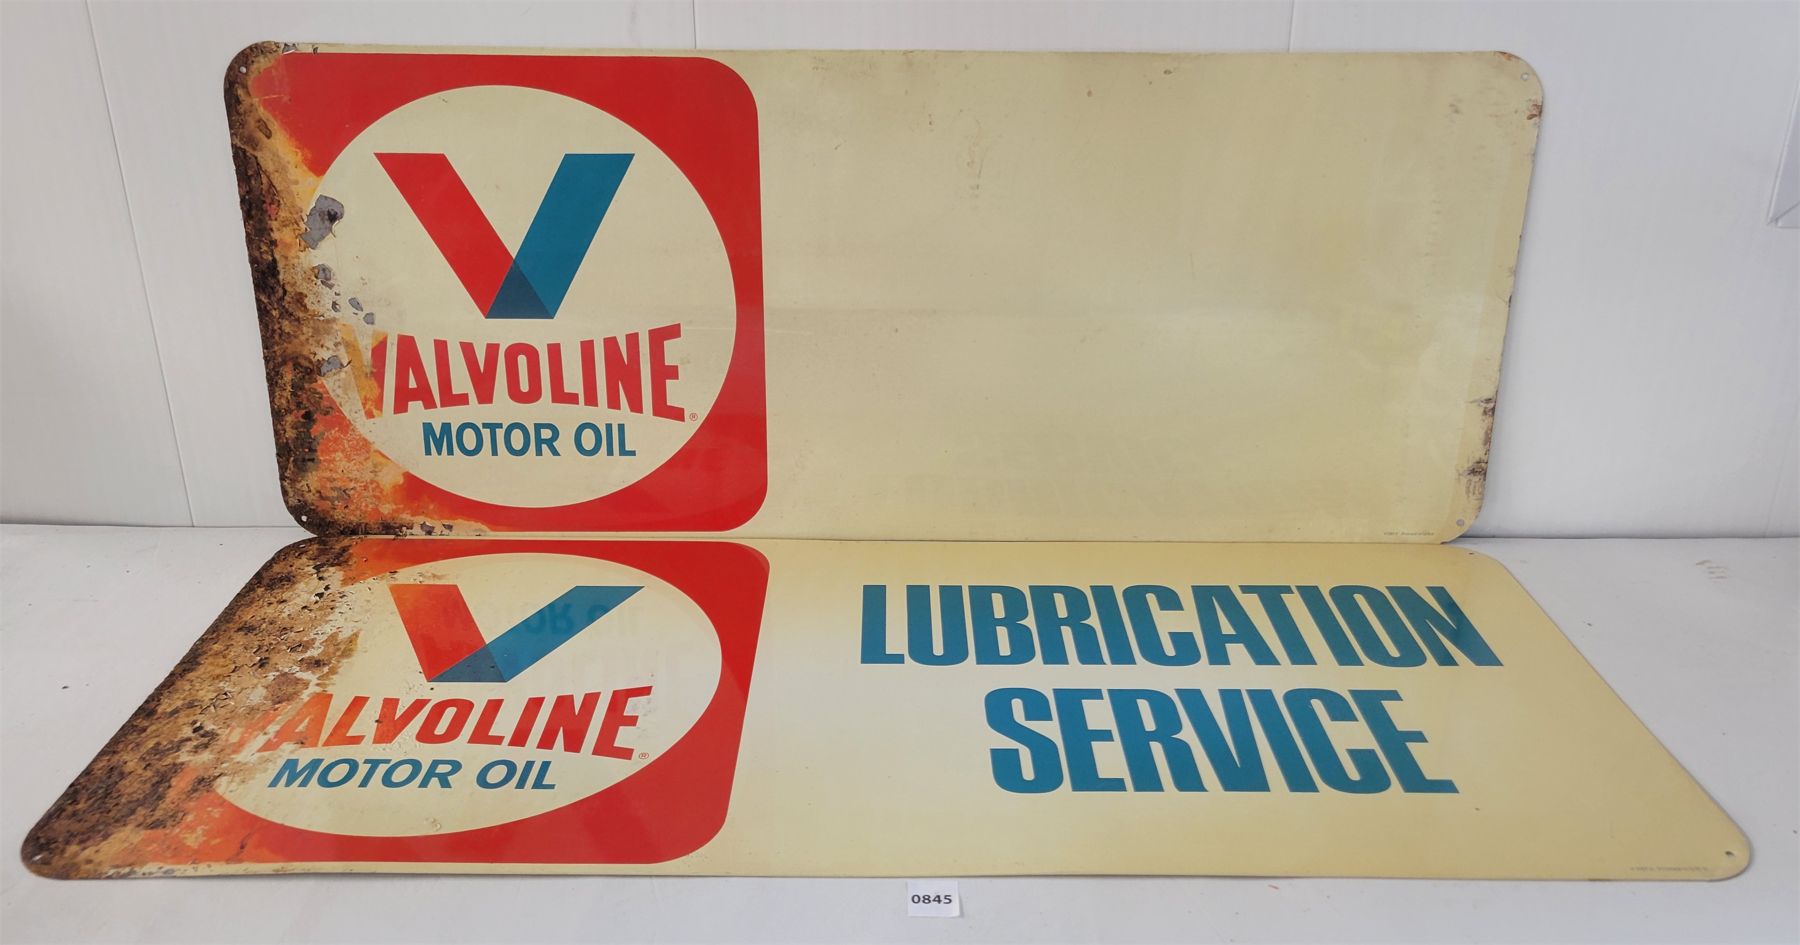 VALVOLINE
®
MOTOR OIL
VALVOLINE
®
MOTOR OIL
LUBRICATION
SERVICE
0845